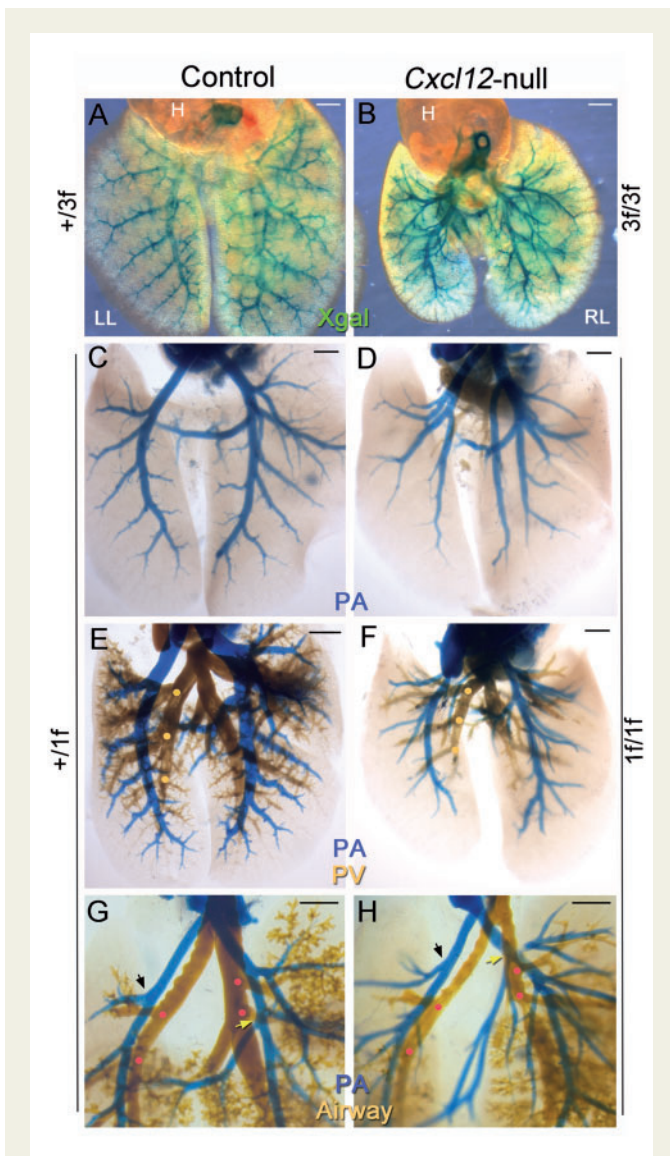 Control
Cxcl12-null
A
H
B
H
+/3f
3f/3f
LL
Xgal
RL
C
D
PA
E
F
+/1f
1f/1f
PA
PV
G
H
PA
Airway